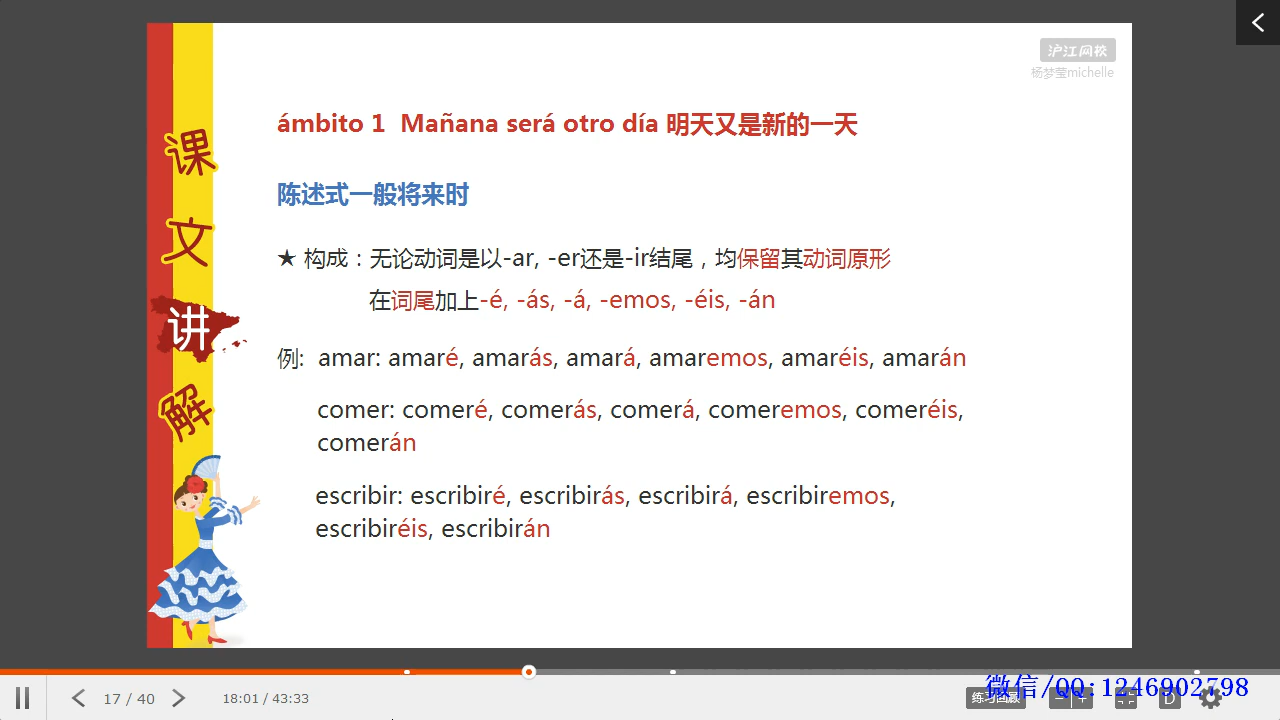 沪江网校
杨梦莹michelle
ámbito 1 Mañana será otro día 明天又是新的一天
陈述式一般将来时
★ 构成：无论动词是以-ar, -er还是-ir结尾，均保留其动词原形
在词尾加上-é, -ás, -á, -emos, -éis, -án
例: amar: amaré, amarás, amará, amaremos, amaréis, amarán
comer: comeré, comerás, comerá, comeremos, comeréis,
comerán
escribir: escribiré, escribirás, escribirá, escribiremos,
escribiréis, escribirán
课
文
讲
解
17 / 40
18:01 / 43:33
微信/QQ:1246902798
D